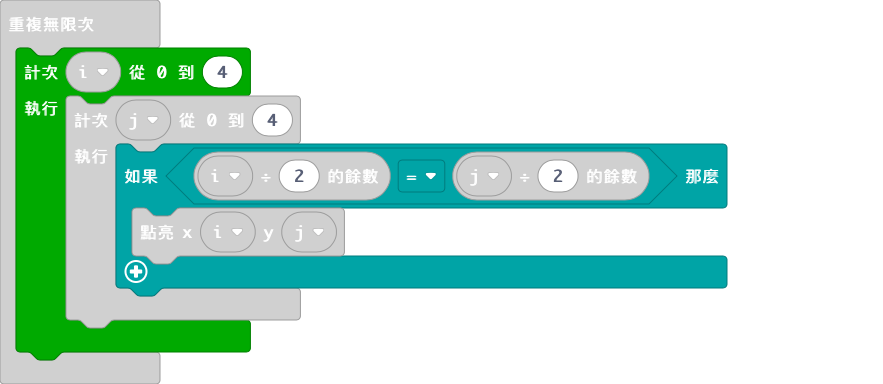 重複無限次
計次 i 從 0 到 4
執行
計次 j 從 0 到 4
執行
如果 i ÷ 2 的餘數 = j ÷ 2 的餘數 那麼
點亮 x i y j